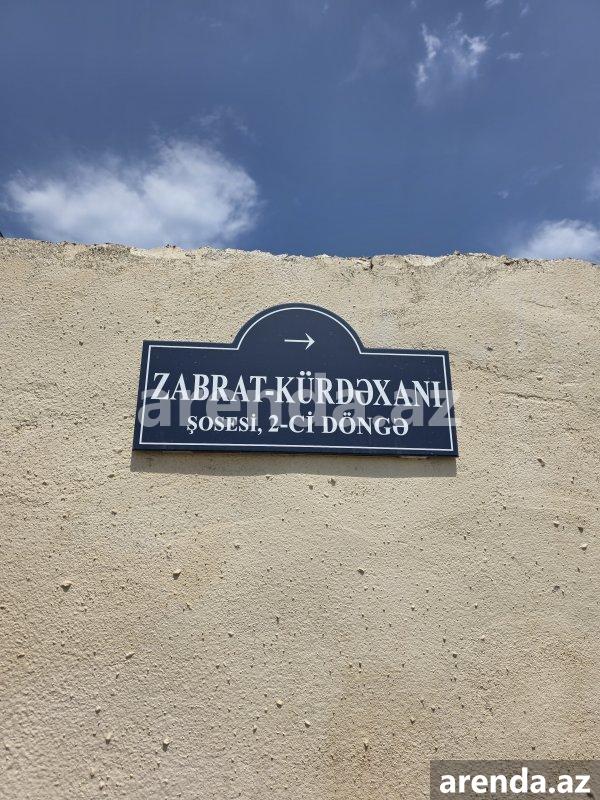 →
ZABRAT-KÜRDƏXANI
ŞOSESİ, 2-Cİ DÖNGƏ
arenda.az
arenda.az